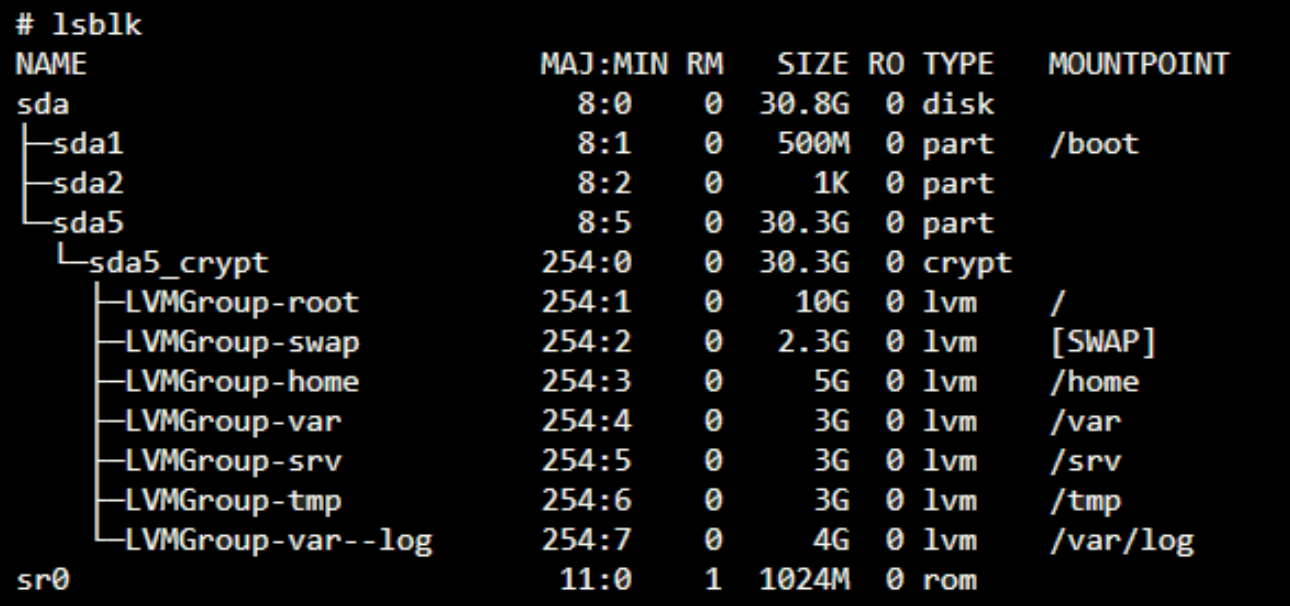 # lsblk
NAME                         MAJ:MIN RM   SIZE RO TYPE   MOUNTPOINT
sda                            8:0    0  30.8G  0 disk
├─sda1                         8:1    0   500M  0 part   /boot
├─sda2                         8:2    0     1K  0 part
└─sda5                         8:5    0  30.3G  0 part
  └─sda5_crypt               254:0    0  30.3G  0 crypt
    ├─LVMGroup-root          254:1    0    10G  0 lvm    /
    ├─LVMGroup-swap          254:2    0   2.3G  0 lvm    [SWAP]
    ├─LVMGroup-home          254:3    0     5G  0 lvm    /home
    ├─LVMGroup-var           254:4    0     3G  0 lvm    /var
    ├─LVMGroup-srv           254:5    0     3G  0 lvm    /srv
    ├─LVMGroup-tmp           254:6    0     3G  0 lvm    /tmp
    └─LVMGroup-var--log      254:7    0     4G  0 lvm    /var/log
sr0                           11:0    1  1024M  0 rom